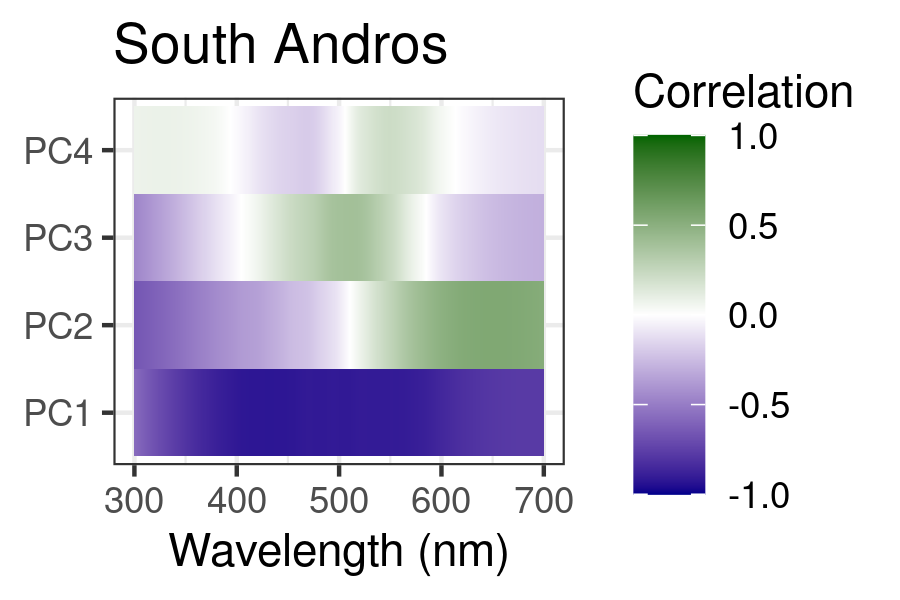 South Andros
PC4
PC3
PC2
PC1
300 400 500 600 700
Wavelength (nm)
Correlation
1.0
0.5
0.0
-0.5
-1.0